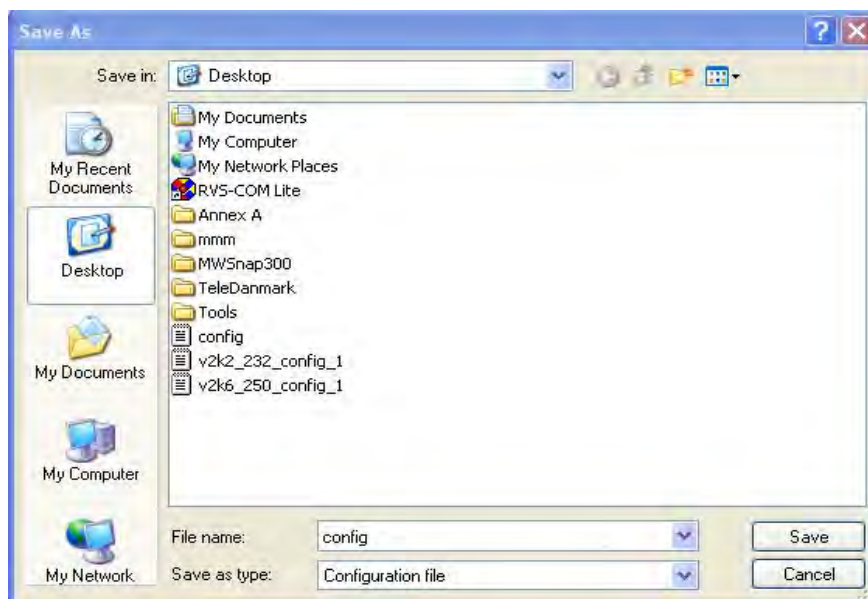 Save As
Save in:
Desktop
My Recent
Documents
Desktop
My Documents
My Computer
My Network
My Documents
My Computer
My Network Places
RVS-COM Lite
Annex A
mmm
MWSnap300
TeleDanmark
Tools
config
v2k2_232_config_1
v2k6_250_config_1
File name:
config
Save
Save as type:
Configuration file
Cancel